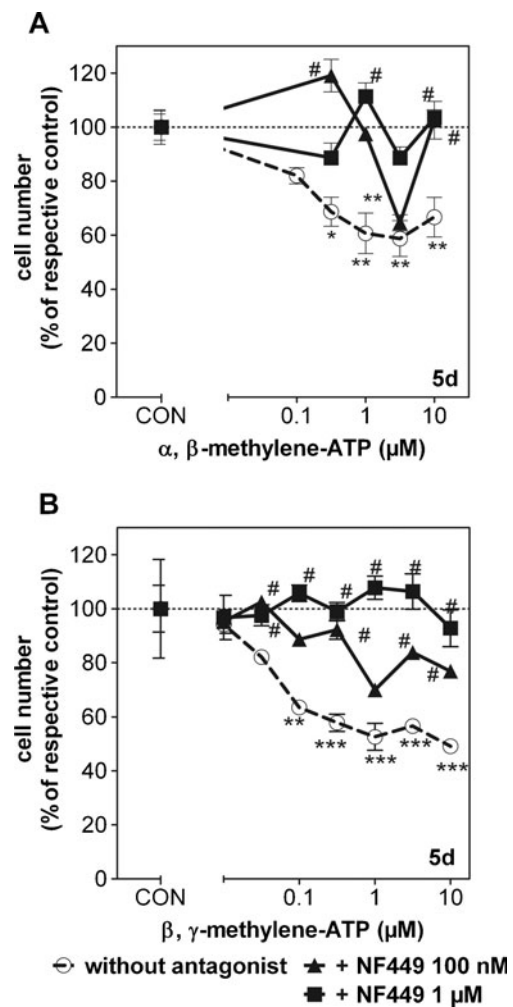 A
120
100
80
60
40
20
0
cell number
(% of respective control)
# # # #
** * ** ** **
5d
CON 0.1 1 10
α, β-methylene-ATP (µM)
B
120
100
80
60
40
20
0
cell number
(% of respective control)
# # # # # #
# # # #
** *** *** *** ***
5d
CON 0.1 1 10
β, γ-methylene-ATP (µM)
without antagonist + NF449 100 nM
+ NF449 1 µM